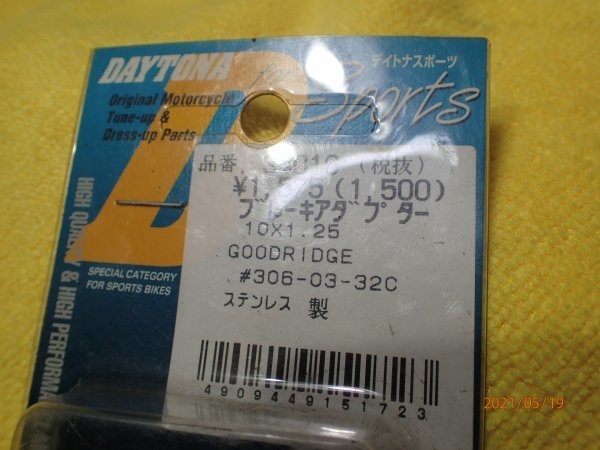 DAYTONA
デイトナスポーツ
for Sports
Original Motorcycle
Tune-up &
Dress-up Parts
品番 (税抜)
¥1,575(1,500)
ブレーキアダプター
10X1.25
GOODRIDGE
#306-03-32C
ステンレス 製
HIGH QUALITY & HIGH PERFORMA
SPECIAL CATEGORY
FOR SPORTS BIKES
4909449151723
2021/05/19